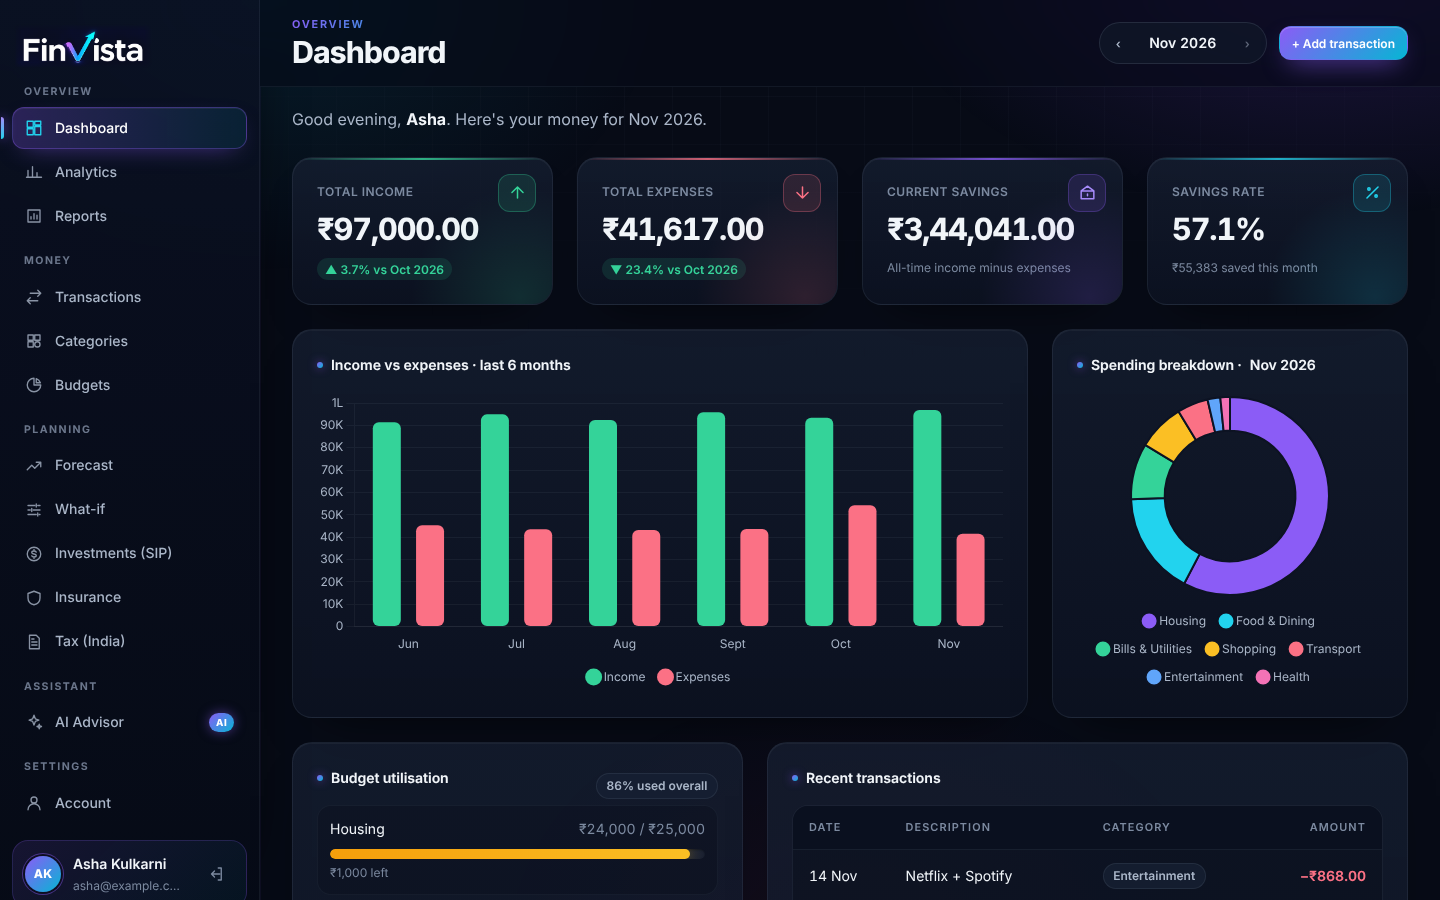 FinVista
OVERVIEW
Dashboard
Analytics
Reports
MONEY
Transactions
Categories
Budgets
PLANNING
Forecast
What-if
Investments (SIP)
Insurance
Tax (India)
ASSISTANT
AI Advisor
AI
SETTINGS
Account
AK
Asha Kulkarni
asha@example.c...
OVERVIEW
Dashboard
‹ Nov 2026 ›
+ Add transaction
Good evening, Asha. Here's your money for Nov 2026.
TOTAL INCOME
₹97,000.00
▲ 3.7% vs Oct 2026
TOTAL EXPENSES
₹41,617.00
▼ 23.4% vs Oct 2026
CURRENT SAVINGS
₹3,44,041.00
All-time income minus expenses
SAVINGS RATE
57.1%
₹55,383 saved this month
Income vs expenses · last 6 months
1L
90K
80K
70K
60K
50K
40K
30K
20K
10K
0
Jun Jul Aug Sept Oct Nov
Income Expenses
Spending breakdown · Nov 2026
Housing Food & Dining
Bills & Utilities Shopping Transport
Entertainment Health
Budget utilisation
86% used overall
Housing ₹24,000 / ₹25,000
₹1,000 left
Recent transactions
DATE DESCRIPTION CATEGORY AMOUNT
14 Nov Netflix + Spotify Entertainment −₹868.00